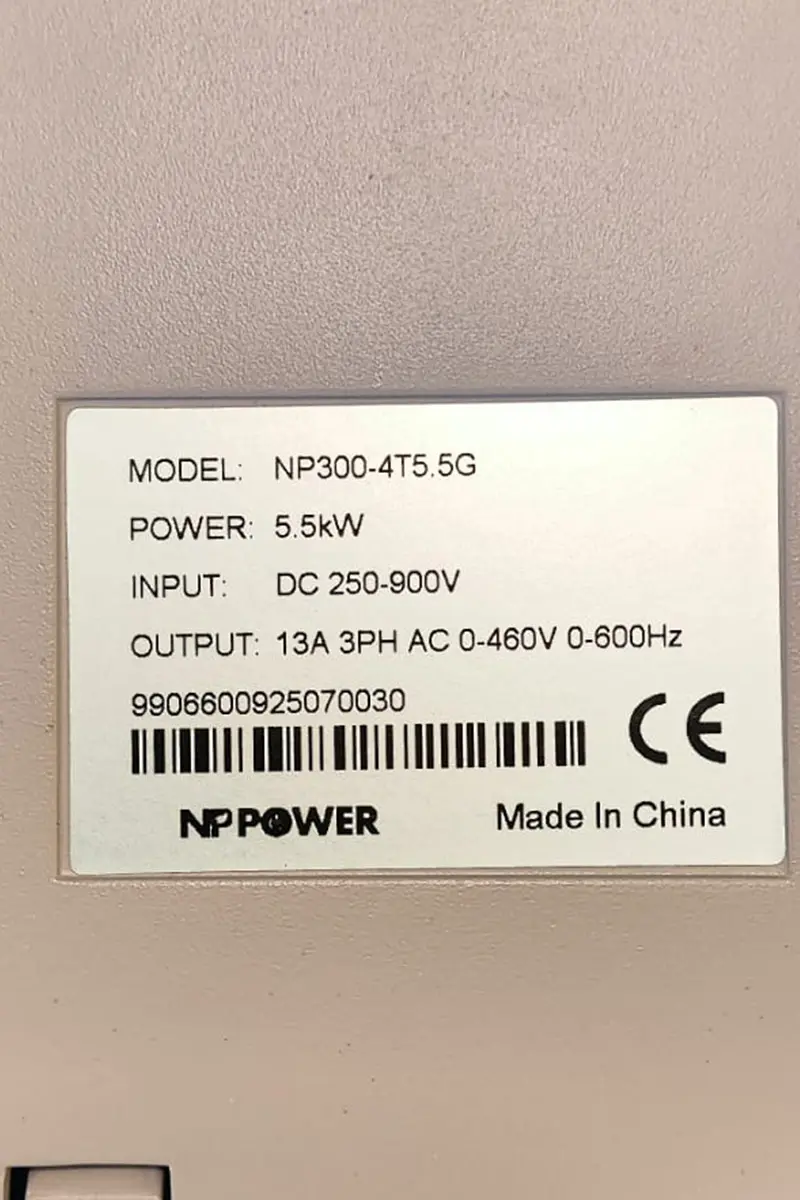 MODEL: NP300-4T5.5G
POWER: 5.5kW
INPUT: DC 250-900V
OUTPUT: 13A 3PH AC 0-460V 0-600Hz
9906600925070030
CE
NPPOWER Made In China